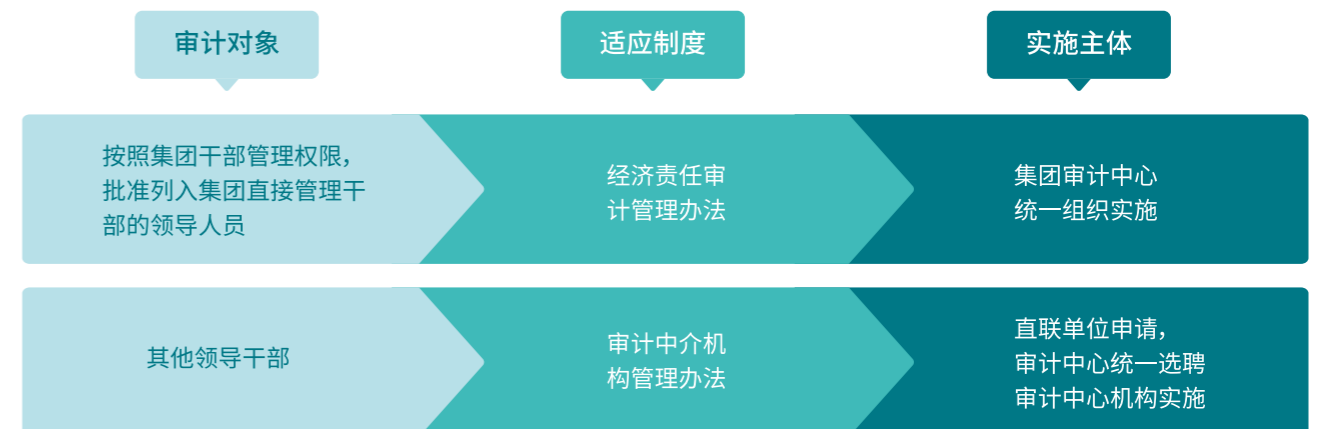 审计对象
适应制度
实施主体
按照集团干部管理权限，
批准列入集团直接管理干
部的领导人员
经济责任审
计管理办法
集团审计中心
统一组织实施
其他领导干部
审计中介机
构管理办法
直联单位申请，
审计中心统一选聘
审计中心机构实施